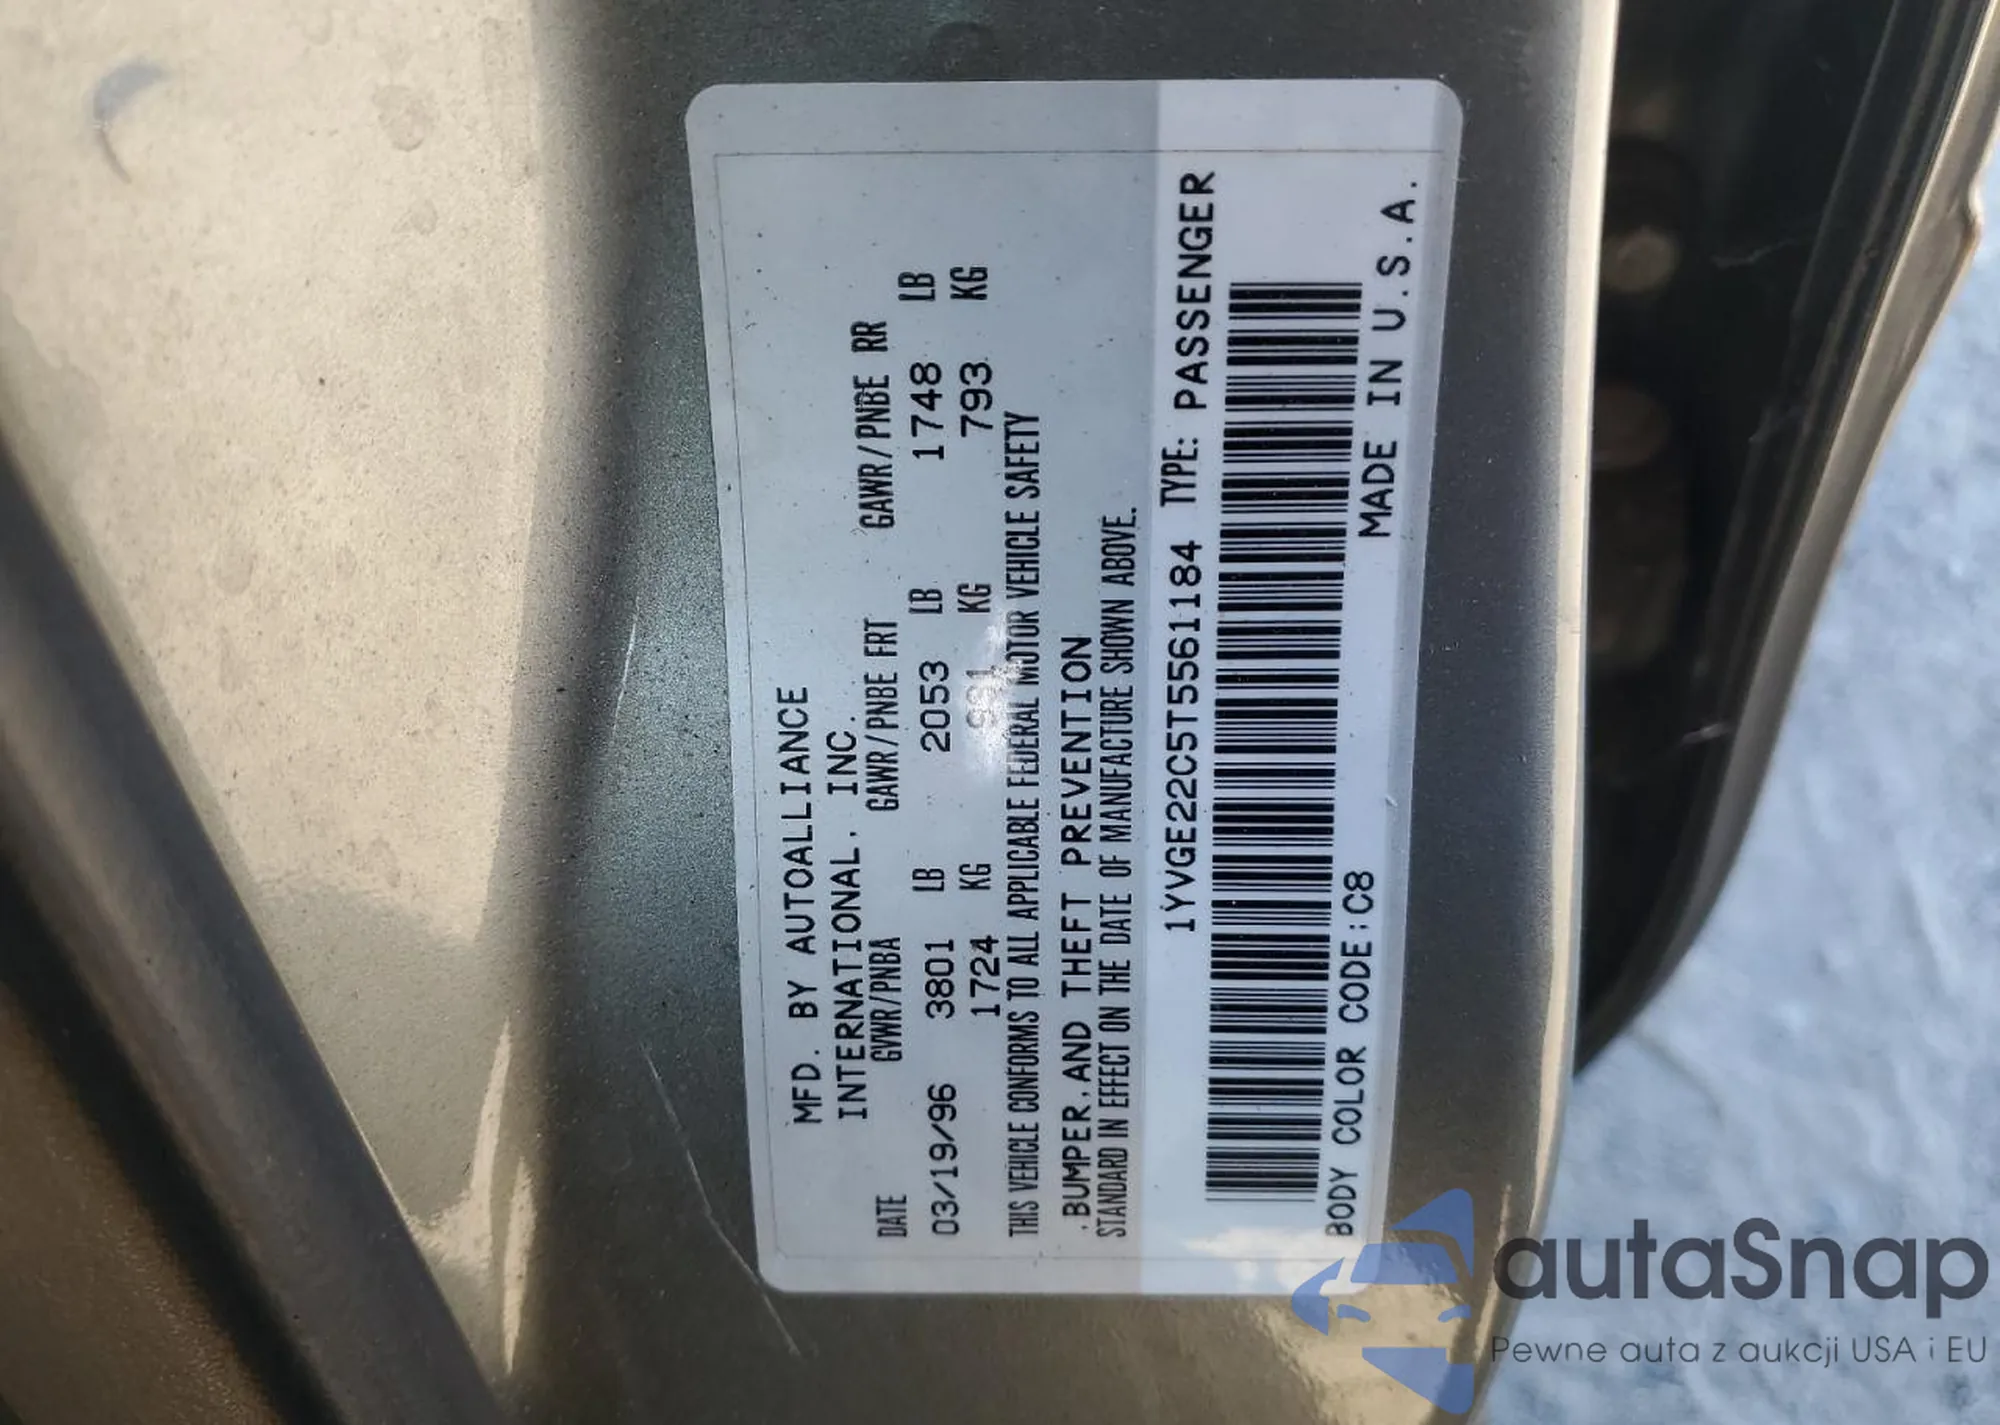 MFD. BY AUTOALLIANCE
INTERNATIONAL, INC.
DATE GVWR/PNBA GAWR/PNBE FRT GAWR/PNBE RR
03/19/96 3801 LB 2053 LB 1748 LB
1724 KG 931 KG 793 KG
THIS VEHICLE CONFORMS TO ALL APPLICABLE FEDERAL MOTOR VEHICLE SAFETY
,BUMPER,AND THEFT PREVENTION
STANDARD IN EFFECT ON THE DATE OF MANUFACTURE SHOWN ABOVE.
1YVGE22C5T5561184 TYPE: PASSENGER
BODY COLOR CODE:C8 MADE IN U.S.A.
autaSnap
Pewne auta z aukcji USA i EU